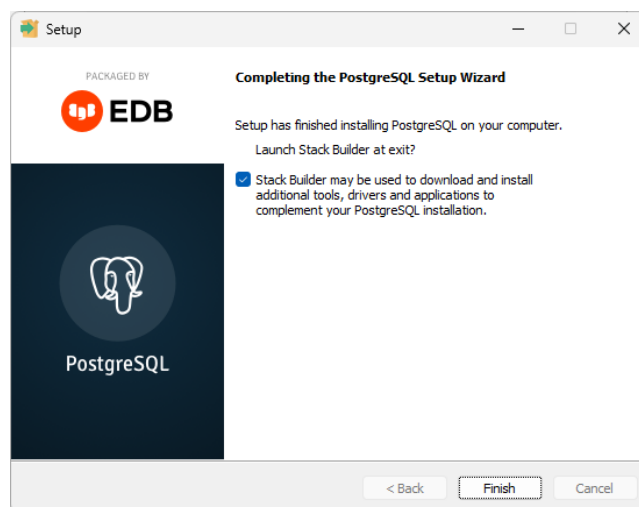 Setup
PACKAGED BY
EDB
PostgreSQL
Completing the PostgreSQL Setup Wizard
Setup has finished installing PostgreSQL on your computer.
Launch Stack Builder at exit?
Stack Builder may be used to download and install
additional tools, drivers and applications to
complement your PostgreSQL installation.
< Back
Finish
Cancel